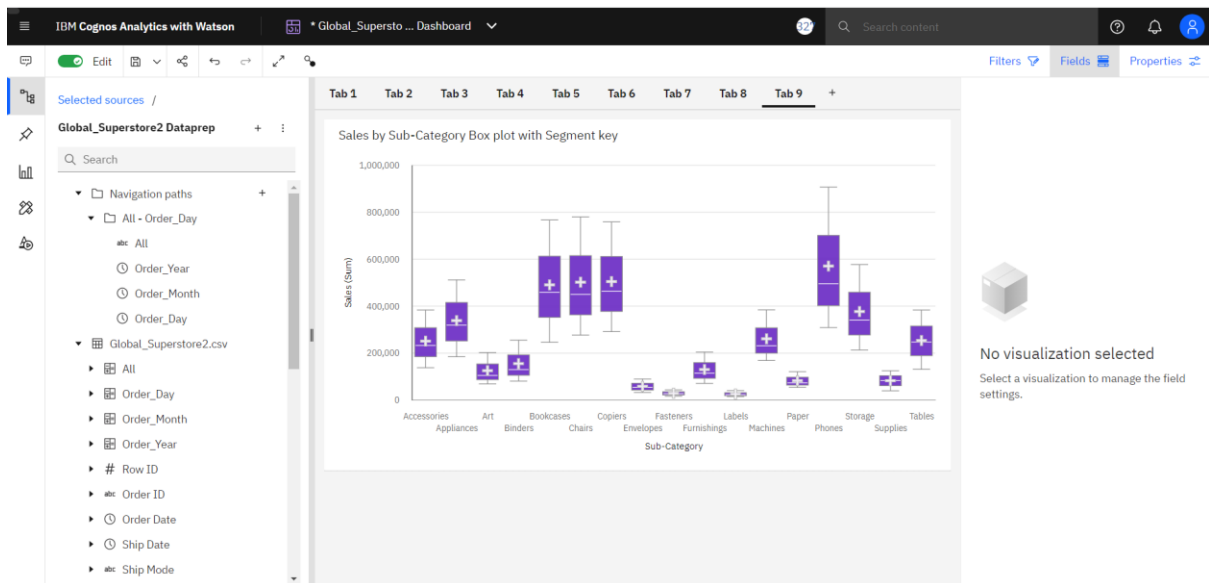 IBM Cognos Analytics with Watson
* Global_Supersto ... Dashboard
Search content
Edit
Filters
Fields
Properties
Selected sources /
Global_Superstore2 Dataprep
Search
Navigation paths
All - Order_Day
abc All
Order_Year
Order_Month
Order_Day
Global_Superstore2.csv
All
Order_Day
Order_Month
Order_Year
# Row ID
abc Order ID
Order Date
Ship Date
abc Ship Mode
Tab 1 Tab 2 Tab 3 Tab 4 Tab 5 Tab 6 Tab 7 Tab 8 Tab 9 +
Sales by Sub-Category Box plot with Segment key
Sales (Sum)
1,000,000
800,000
600,000
400,000
200,000
0
Accessories Art Bookcases Copiers Fasteners Labels Paper Storage Tables
Appliances Binders Chairs Envelopes Furnishings Machines Phones Supplies
Sub-Category
No visualization selected
Select a visualization to manage the field
settings.